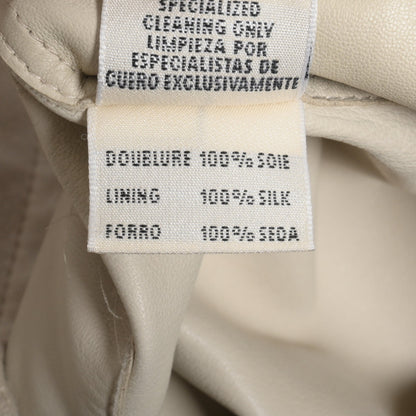 SPECIALIZED
CLEANING ONLY
LIMPIEZA POR
ESPECIALISTAS DE
CUERO EXCLUSIVAMENTE
DOUBLURE 100% SOIE
LINING 100% SILK
FORRO 100% SEDA